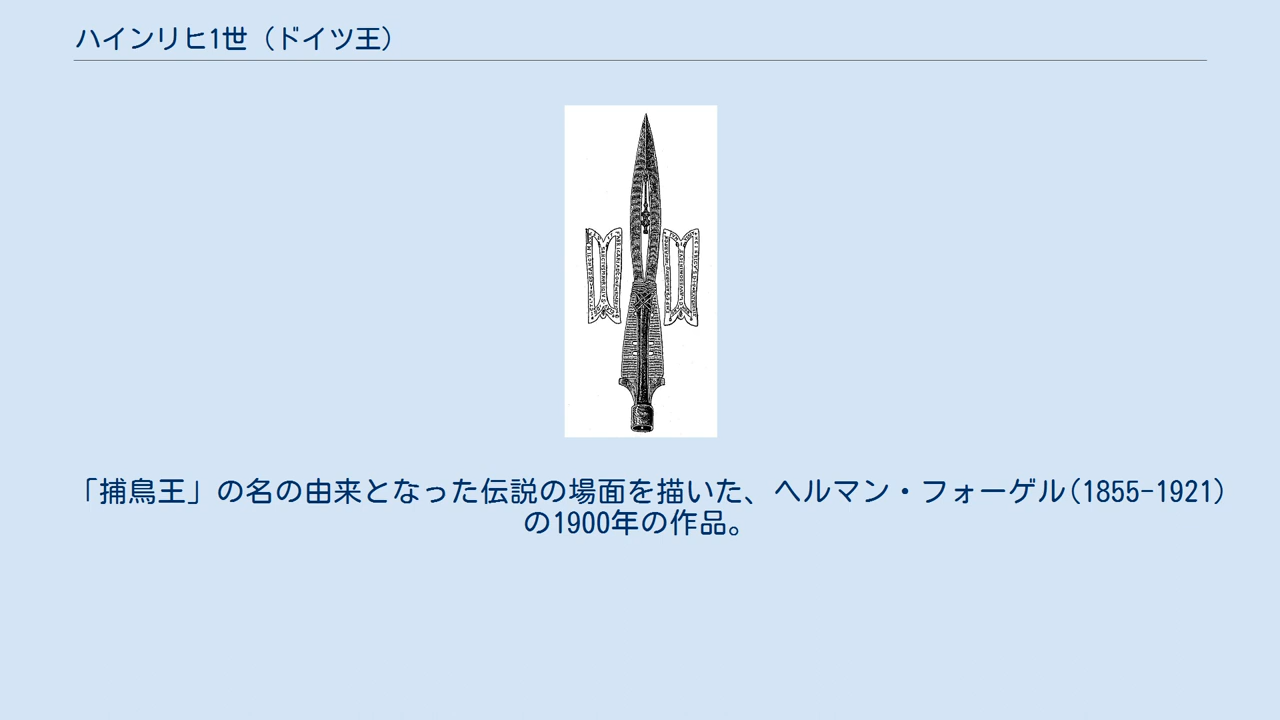 ハインリヒ1世（ドイツ王）
「捕鳥王」の名の由来となった伝説の場面を描いた、ヘルマン・フォーゲル(1855-1921)
の1900年の作品。